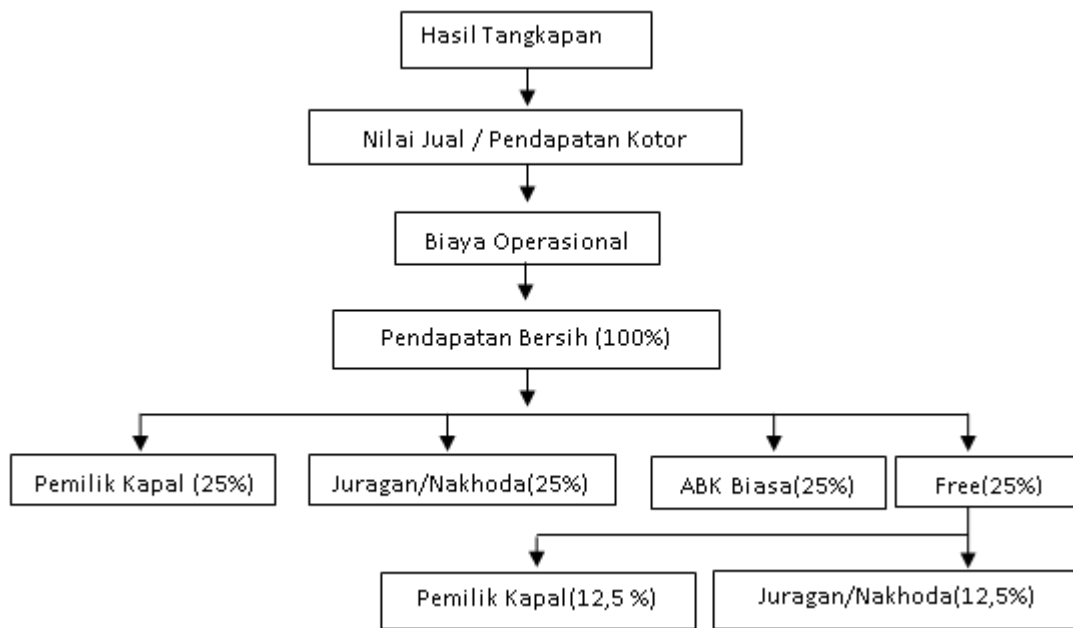 Hasil Tangkapan
Nilai Jual / Pendapatan Kotor
Biaya Operasional
Pendapatan Bersih (100%)
Pemilik Kapal (25%)
Juragan/Nakhoda(25%)
ABK Biasa(25%)
Free(25%)
Pemilik Kapal(12,5 %)
Juragan/Nakhoda(12,5%)